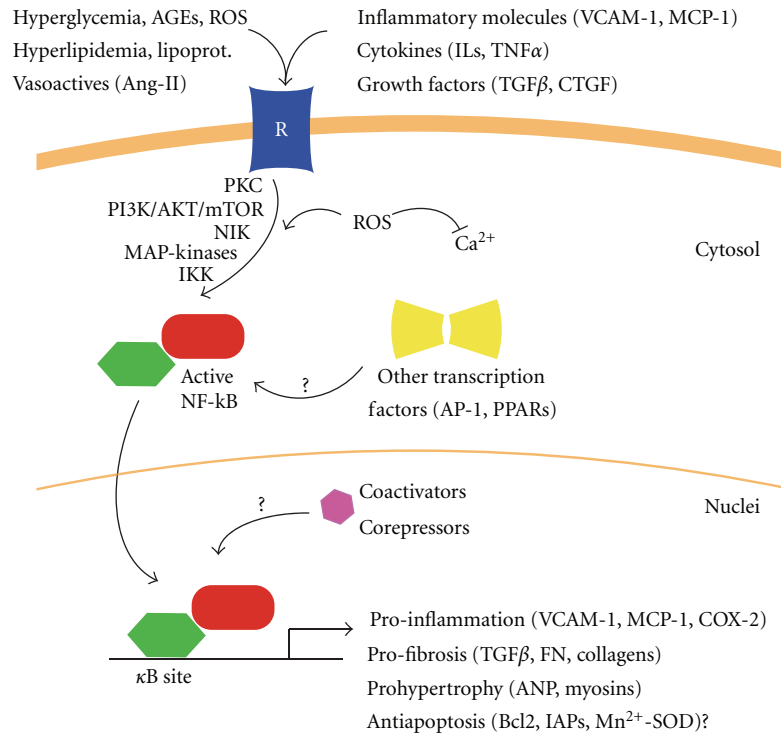 Hyperglycemia, AGEs, ROS
Hyperlipidemia, lipoprot.
Vasoactives (Ang-II)
Inflammatory molecules (VCAM-1, MCP-1)
Cytokines (ILs, TNFα)
Growth factors (TGFβ, CTGF)
R
PKC
PI3K/AKT/mTOR
NIK
MAP-kinases
IKK
ROS
Ca²⁺
Cytosol
Active
NF-kB
?
Other transcription
factors (AP-1, PPARs)
Nuclei
?
Coactivators
Corepressors
κB site
Pro-inflammation (VCAM-1, MCP-1, COX-2)
Pro-fibrosis (TGFβ, FN, collagens)
Prohypertrophy (ANP, myosins)
Antiapoptosis (Bcl2, IAPs, Mn²⁺-SOD)?